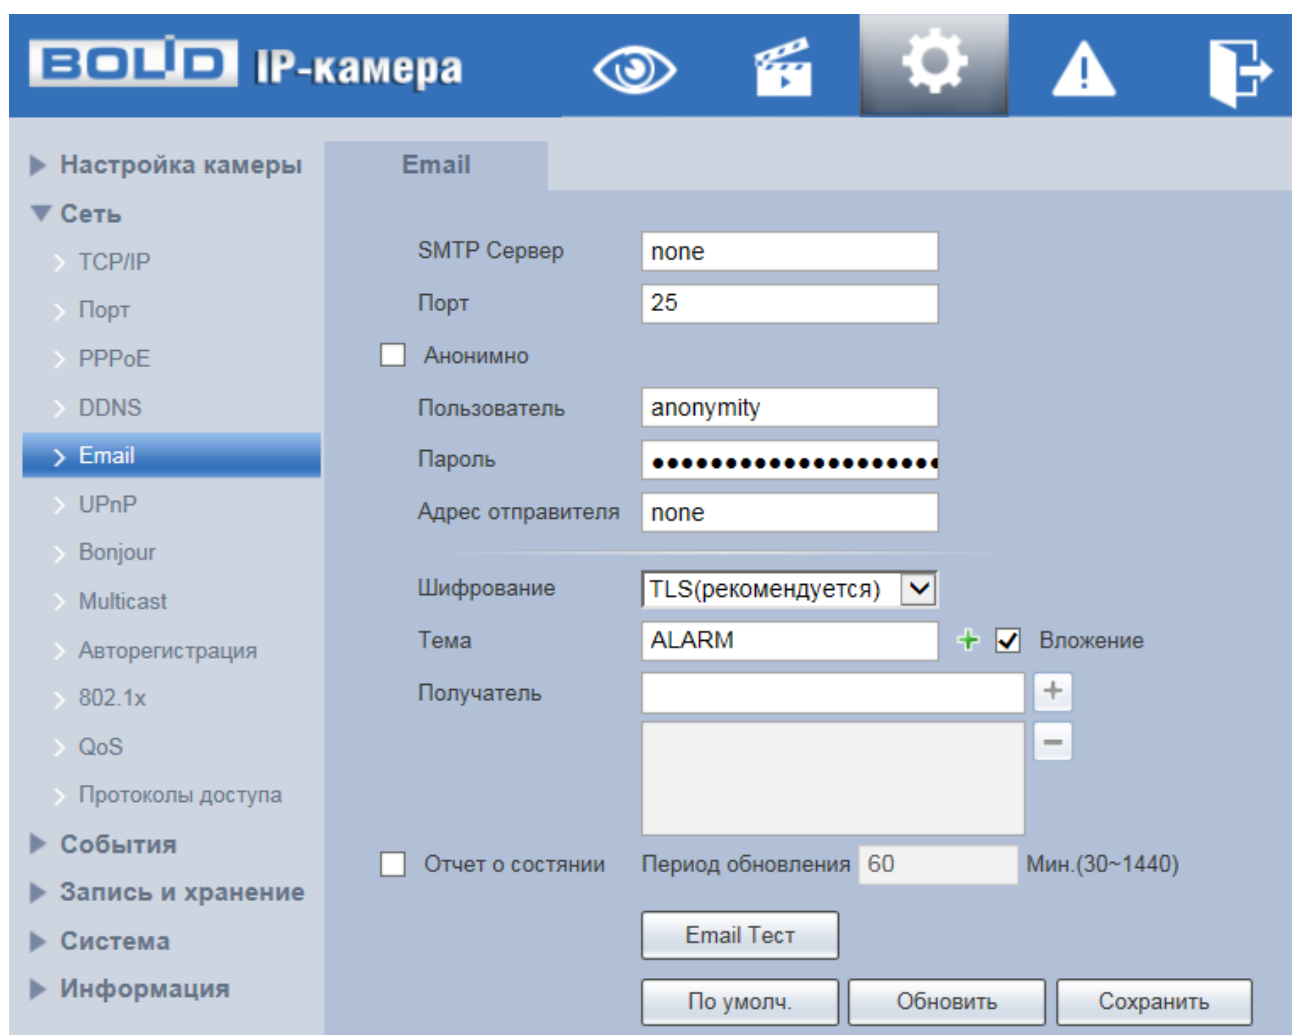 BOLID IP-камера
Настройка камеры
Сеть
TCP/IP
Порт
PPPoE
DDNS
Email
UPnP
Bonjour
Multicast
Авторегистрация
802.1x
QoS
Протоколы доступа
События
Запись и хранение
Система
Информация
Email
SMTP Сервер none
Порт 25
Анонимно
Пользователь anonymity
Пароль ●●●●●●●●●●●●●●●●●●●●
Адрес отправителя none
Шифрование TLS(рекомендуется)
Тема ALARM Вложение
Получатель
Отчет о состянии Период обновления 60 Мин.(30~1440)
Email Тест
По умолч. Обновить Сохранить